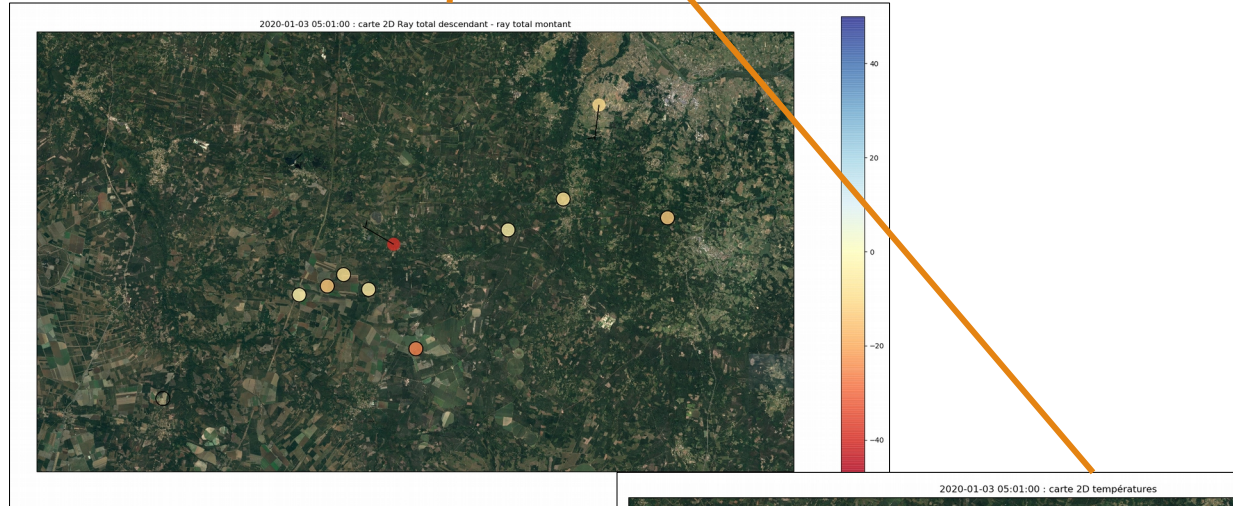 2020-01-03 05:01:00 : carte 2D Ray total descendant - ray total montant
40
20
0
−20
−40
2020-01-03 05:01:00 : carte 2D températures